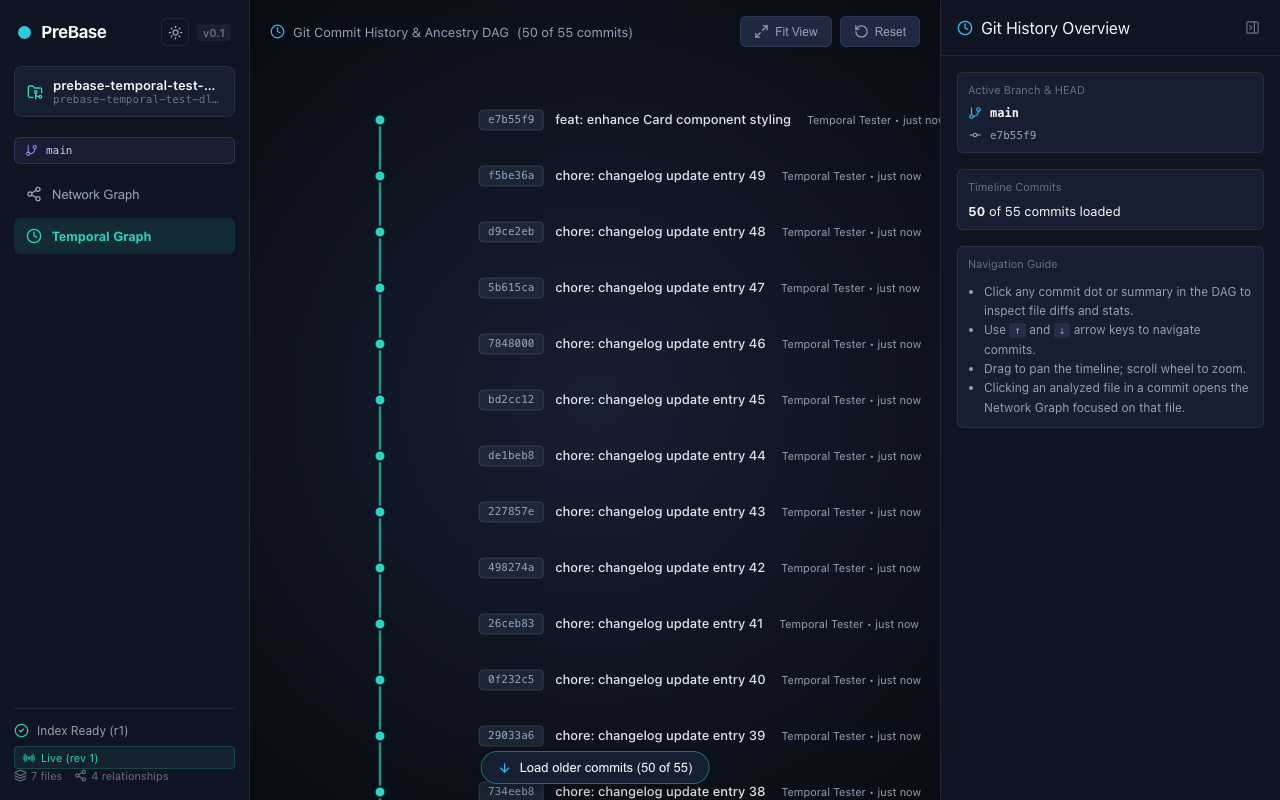 PreBase
v0.1
prebase-temporal-test-...
prebase-temporal-test-dl…
main
Network Graph
Temporal Graph
Index Ready (r1)
Live (rev 1)
7 files 4 relationships
Git Commit History & Ancestry DAG (50 of 55 commits)
Fit View
Reset
e7b55f9 feat: enhance Card component styling Temporal Tester • just now
f5be36a chore: changelog update entry 49 Temporal Tester • just now
d9ce2eb chore: changelog update entry 48 Temporal Tester • just now
5b615ca chore: changelog update entry 47 Temporal Tester • just now
7848000 chore: changelog update entry 46 Temporal Tester • just now
bd2cc12 chore: changelog update entry 45 Temporal Tester • just now
de1beb8 chore: changelog update entry 44 Temporal Tester • just now
227857e chore: changelog update entry 43 Temporal Tester • just now
498274a chore: changelog update entry 42 Temporal Tester • just now
26ceb83 chore: changelog update entry 41 Temporal Tester • just now
0f232c5 chore: changelog update entry 40 Temporal Tester • just now
29033a6 chore: changelog update entry 39 Temporal Tester • just now
Load older commits (50 of 55)
734eeb8 chore: changelog update entry 38 Temporal Tester • just now
Git History Overview
Active Branch & HEAD
main
e7b55f9
Timeline Commits
50 of 55 commits loaded
Navigation Guide
• Click any commit dot or summary in the DAG to
inspect file diffs and stats.
• Use ↑ and ↓ arrow keys to navigate
commits.
• Drag to pan the timeline; scroll wheel to zoom.
• Clicking an analyzed file in a commit opens the
Network Graph focused on that file.